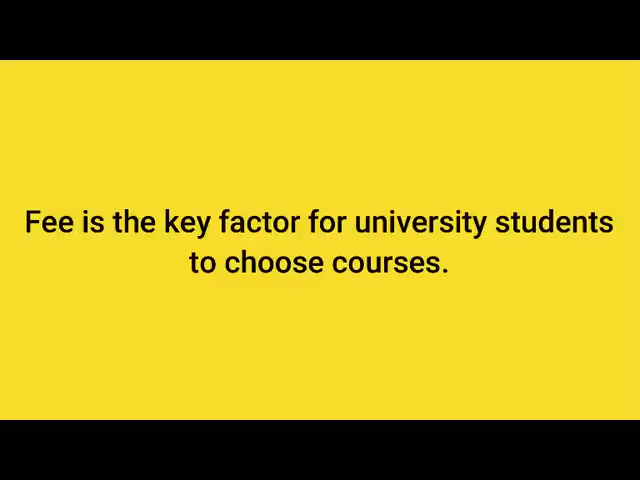 Fee is the key factor for university students
to choose courses.